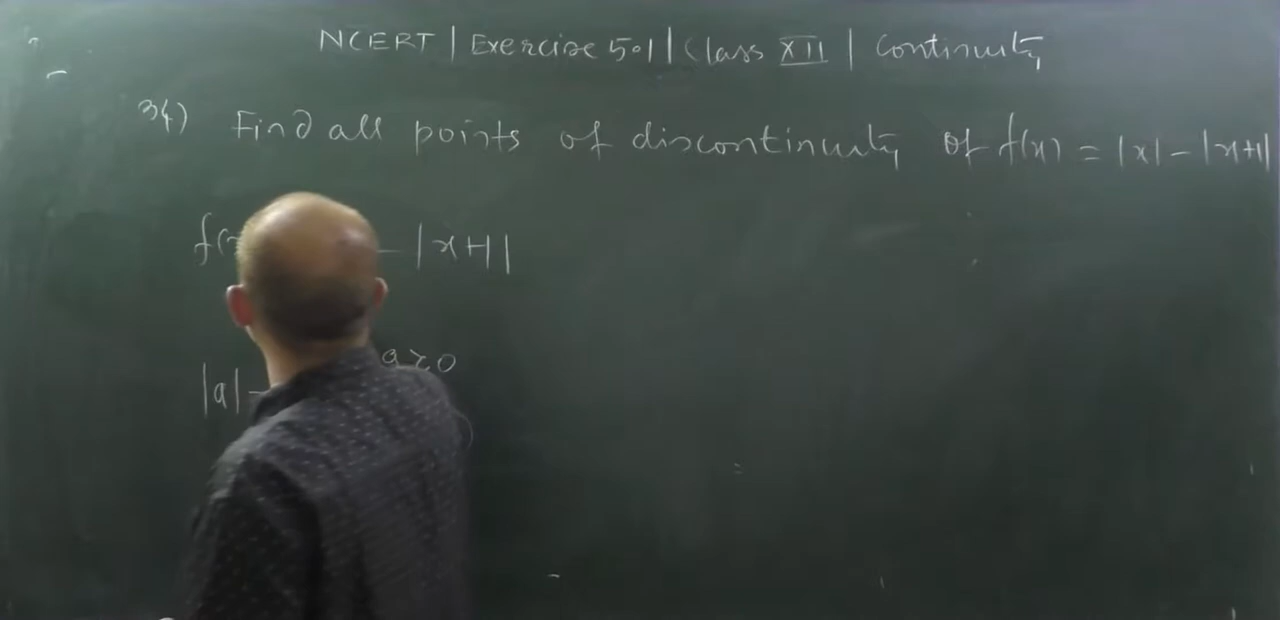 NCERT | Exercise 5.1 | Class XII | Continuity
34) Find all points of discontinuity of f(x) = |x| - |x+1|
f( - |x+1|
a ≥ 0
|a| -